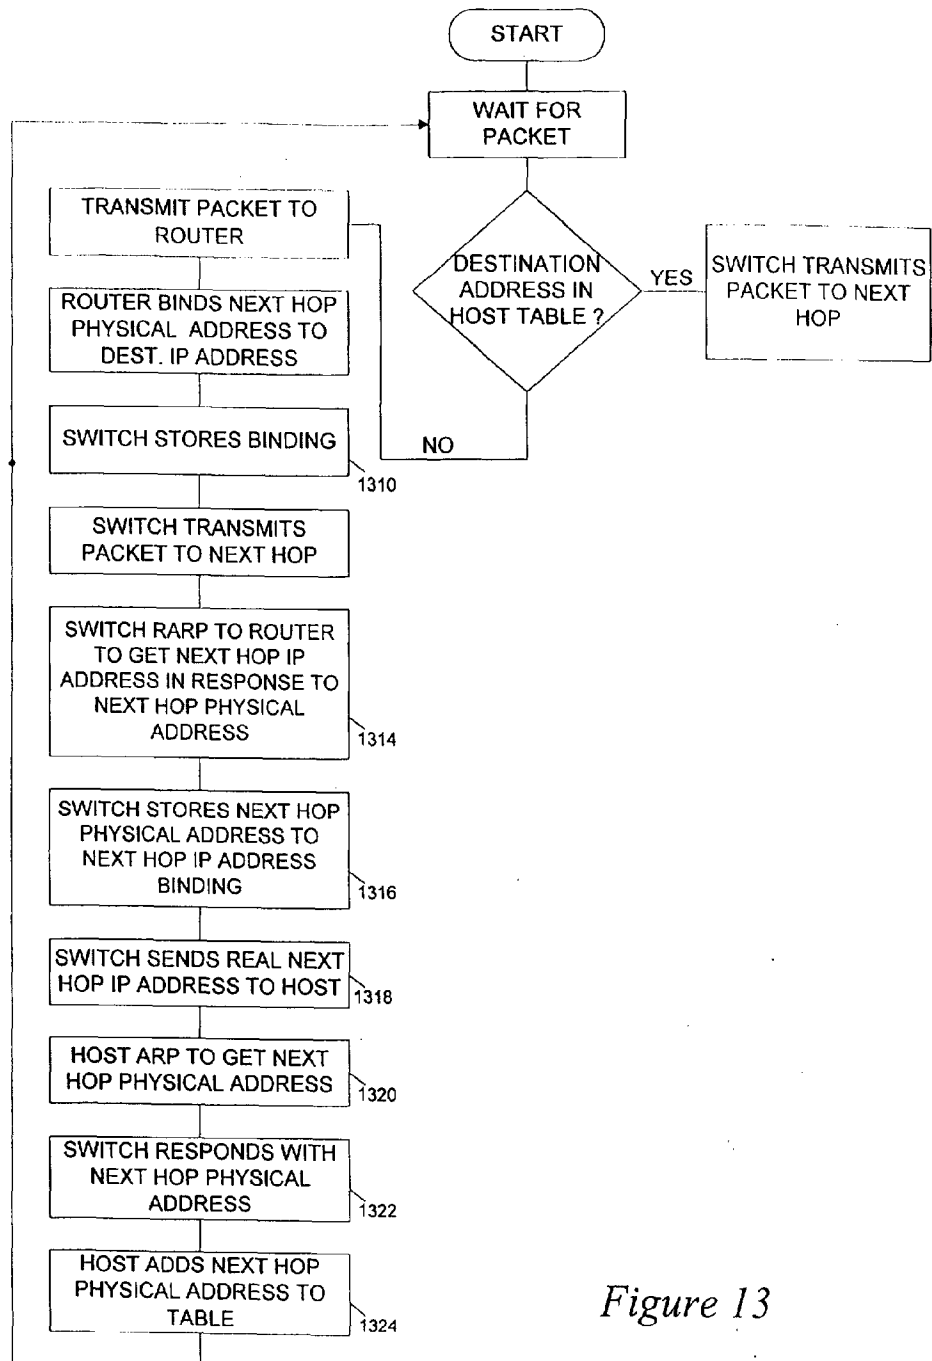 START
WAIT FOR
PACKET
DESTINATION
ADDRESS IN
HOST TABLE ?
YES
SWITCH TRANSMITS
PACKET TO NEXT
HOP
NO
TRANSMIT PACKET TO
ROUTER
ROUTER BINDS NEXT HOP
PHYSICAL ADDRESS TO
DEST. IP ADDRESS
SWITCH STORES BINDING
1310
SWITCH TRANSMITS
PACKET TO NEXT HOP
SWITCH RARP TO ROUTER
TO GET NEXT HOP IP
ADDRESS IN RESPONSE TO
NEXT HOP PHYSICAL
ADDRESS
1314
SWITCH STORES NEXT HOP
PHYSICAL ADDRESS TO
NEXT HOP IP ADDRESS
BINDING
1316
SWITCH SENDS REAL NEXT
HOP IP ADDRESS TO HOST
1318
HOST ARP TO GET NEXT
HOP PHYSICAL ADDRESS
1320
SWITCH RESPONDS WITH
NEXT HOP PHYSICAL
ADDRESS
1322
HOST ADDS NEXT HOP
PHYSICAL ADDRESS TO
TABLE
1324
Figure 13